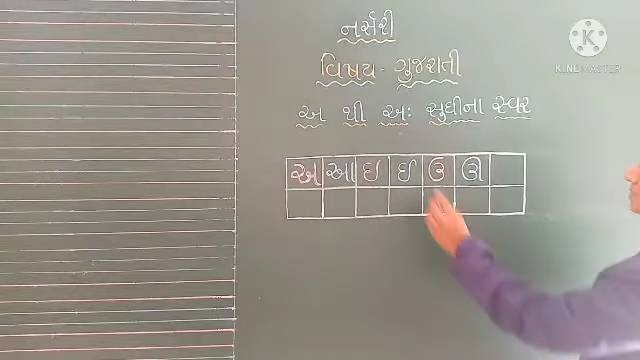 નર્સરી
K
KINEMASTER
વિષય - ગુજરાતી
અ થી અઃ સુધીના સ્વર
અ આ ઇ ઈ ઉ ઊ